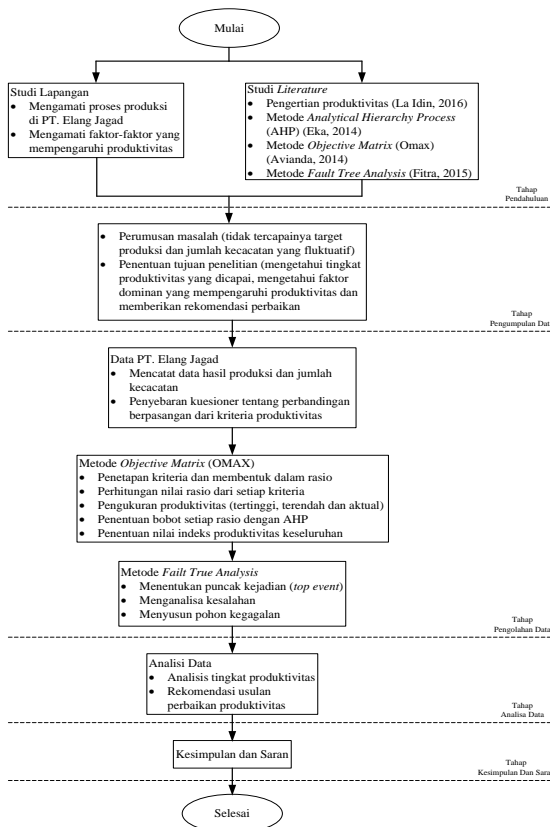 Mulai
Studi Lapangan
• Mengamati proses produksi
di PT. Elang Jagad
• Mengamati faktor-faktor yang
mempengaruhi produktivitas
Studi Literature
• Pengertian produktivitas (La Idin, 2016)
• Metode Analytical Hierarchy Process
(AHP) (Eka, 2014)
• Metode Objective Matrix (Omax)
(Avianda, 2014)
• Metode Fault Tree Analysis (Fitra, 2015)
Tahap
Pendahuluan
• Perumusan masalah (tidak tercapainya target
produksi dan jumlah kecacatan yang fluktuatif)
• Penentuan tujuan penelitian (mengetahui tingkat
produktivitas yang dicapai, mengetahui faktor
dominan yang mempengaruhi produktivitas dan
memberikan rekomendasi perbaikan
Tahap
Pengumpulan Dat
Data PT. Elang Jagad
• Mencatat data hasil produksi dan jumlah
kecacatan
• Penyebaran kuesioner tentang perbandingan
berpasangan dari kriteria produktivitas
Metode Objective Matrix (OMAX)
• Penetapan kriteria dan membentuk dalam rasio
• Perhitungan nilai rasio dari setiap kriteria
• Pengukuran produktivitas (tertinggi, terendah dan aktual)
• Penentuan bobot setiap rasio dengan AHP
• Penentuan nilai indeks produktivitas keseluruhan
Metode Failt True Analysis
• Menentukan puncak kejadian (top event)
• Menganalisa kesalahan
• Menyusun pohon kegagalan
Tahap
Pengolahan Data
Analisi Data
• Analisis tingkat produktivitas
• Rekomendasi usulan
perbaikan produktivitas
Tahap
Analisa Data
Kesimpulan dan Saran
Tahap
Kesimpulan Dan Sara
Selesai